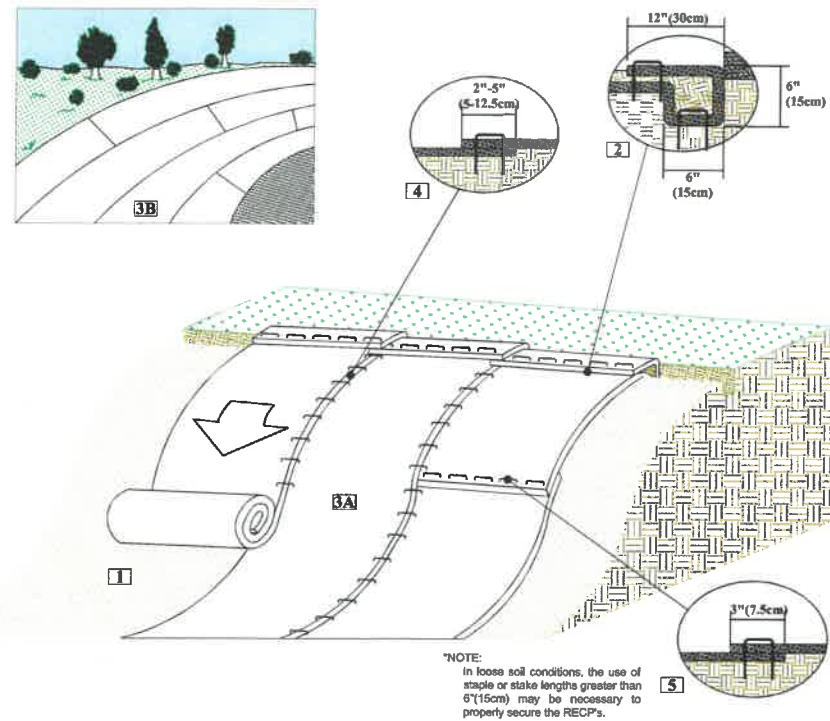 12"(30cm)
2"-5"
(5-12.5cm)
6"
(15cm)
2
4
6"
(15cm)
3B
3A
1
3"(7.5cm)
5
"NOTE:
In loose soil conditions, the use of
staple or stake lengths greater than
6"(15cm) may be necessary to
properly secure the RECP's.